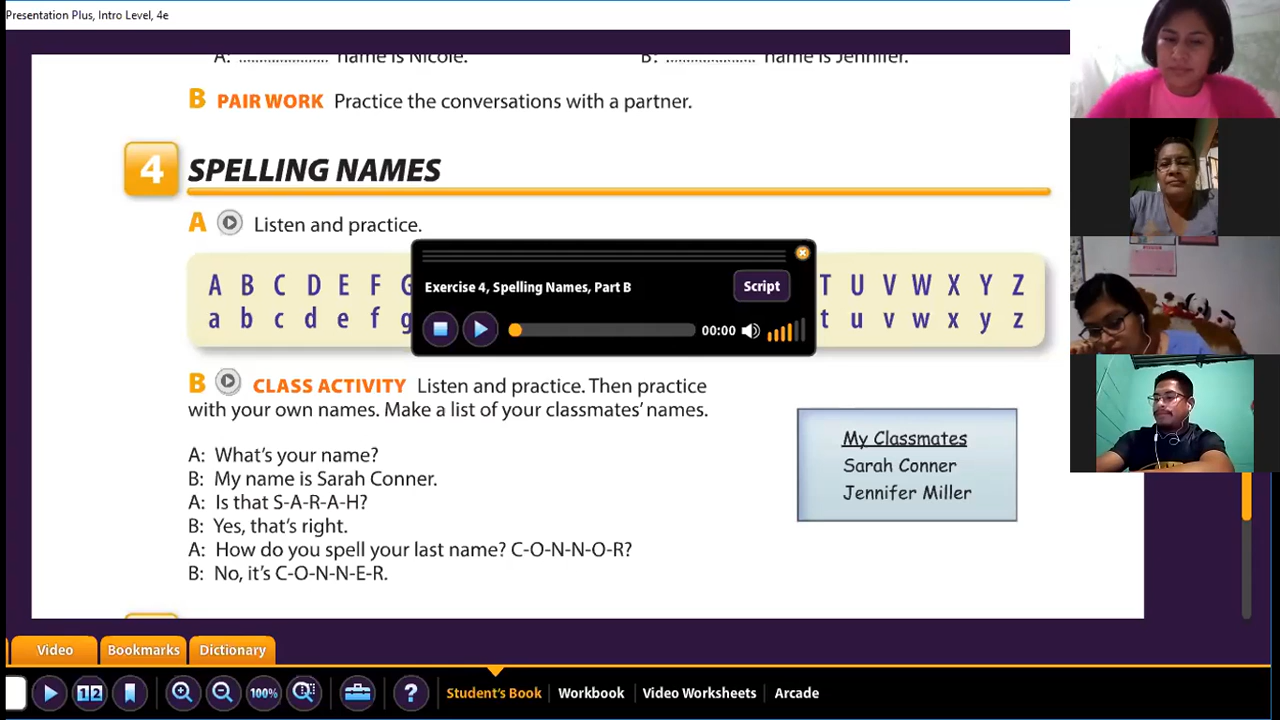 Presentation Plus, Intro Level, 4e
A: ...................... name is Nicole.
B: ...................... name is Jennifer.
B PAIR WORK Practice the conversations with a partner.
4 SPELLING NAMES
A Listen and practice.
A B C D E F G T U V W X Y Z
a b c d e f g t u v w x y z
Exercise 4, Spelling Names, Part B
Script
00:00
B CLASS ACTIVITY Listen and practice. Then practice
with your own names. Make a list of your classmates' names.
A: What's your name?
B: My name is Sarah Conner.
A: Is that S-A-R-A-H?
B: Yes, that's right.
A: How do you spell your last name? C-O-N-N-O-R?
B: No, it's C-O-N-N-E-R.
My Classmates
Sarah Conner
Jennifer Miller
Video Bookmarks Dictionary
1 2 100% ? Student's Book Workbook Video Worksheets Arcade